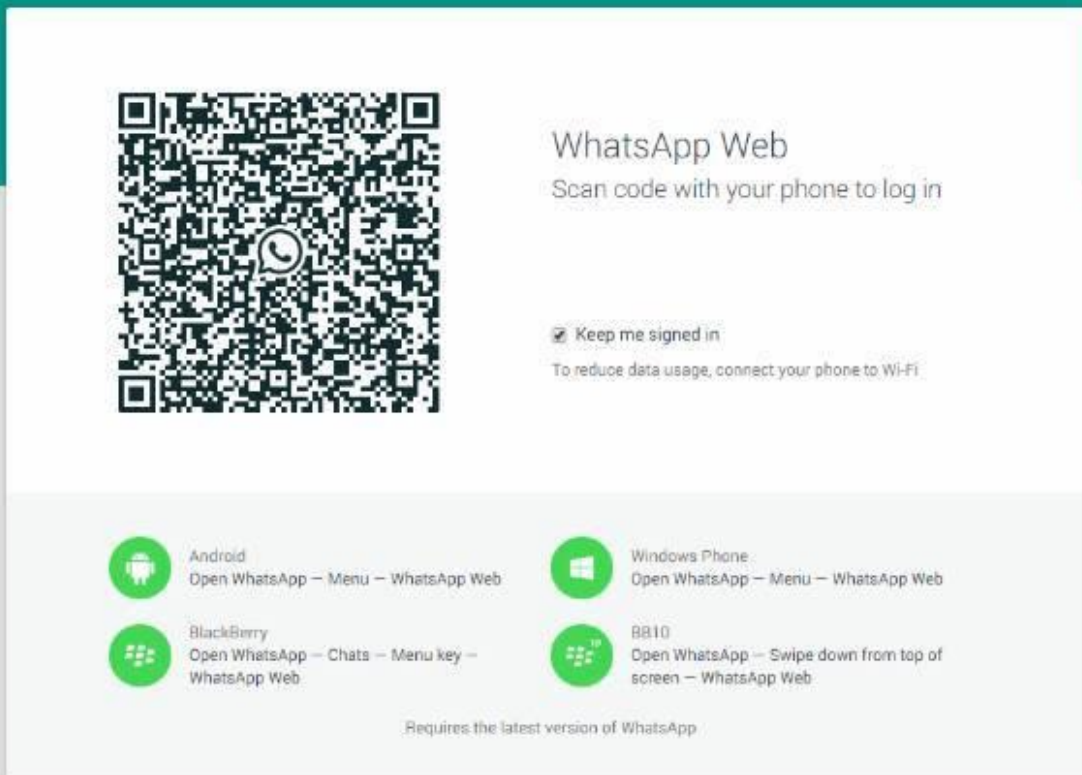 WhatsApp Web
Scan code with your phone to log in
Keep me signed in
To reduce data usage, connect your phone to Wi-Fi
Android
Open WhatsApp — Menu — WhatsApp Web
Windows Phone
Open WhatsApp — Menu — WhatsApp Web
BlackBerry
Open WhatsApp — Chats — Menu key —
WhatsApp Web
10
BB10
Open WhatsApp — Swipe down from top of
screen — WhatsApp Web
Requires the latest version of WhatsApp